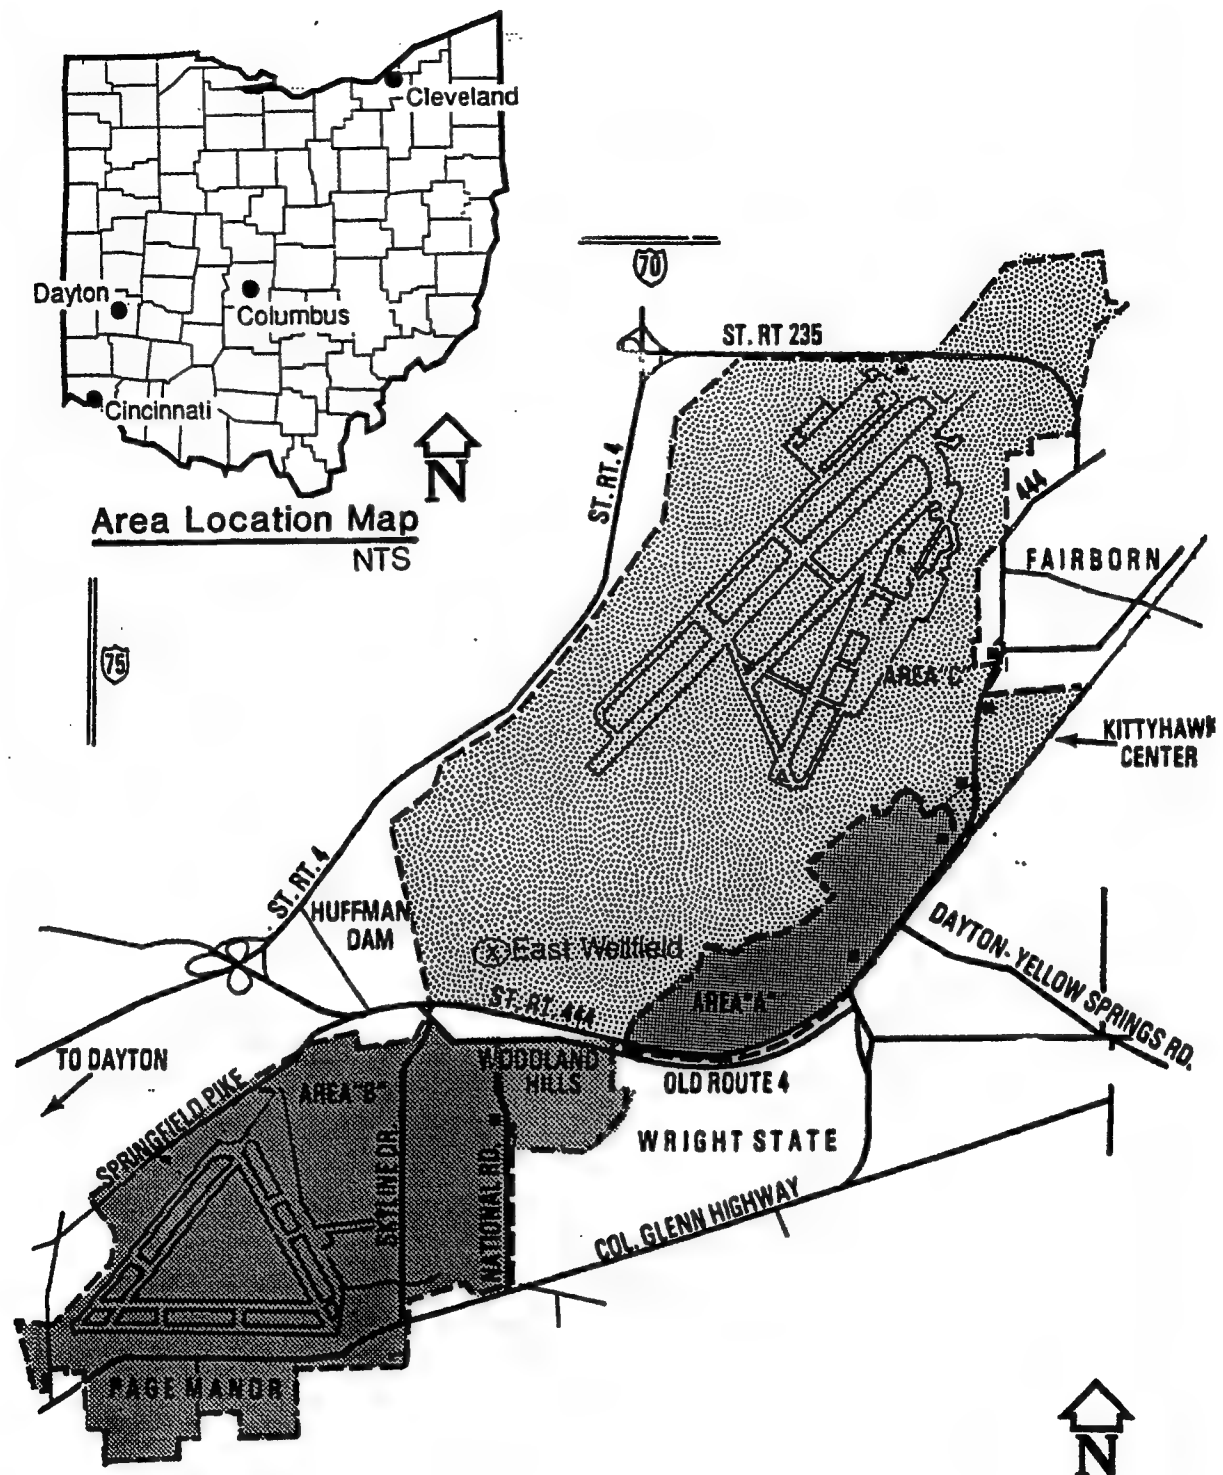 Cleveland
Dayton
Columbus
Cincinnati
N
Area Location Map
NTS
70
ST. RT 235
ST. RT. 4
444
FAIRBORN
75
AREA "C"
KITTYHAWK
CENTER
ST. RT. 4
HUFFMAN
DAM
X
East Wellfield
DAYTON-YELLOW SPRINGS RD.
AREA "A"
ST. RT. 444
TO DAYTON
WOODLAND
HILLS
OLD ROUTE 4
AREA "B"
SPRINGFIELD PIKE
WRIGHT STATE
SKYLINE DR.
NATIONAL RD.
COL. GLENN HIGHWAY
PAGE MANOR
N